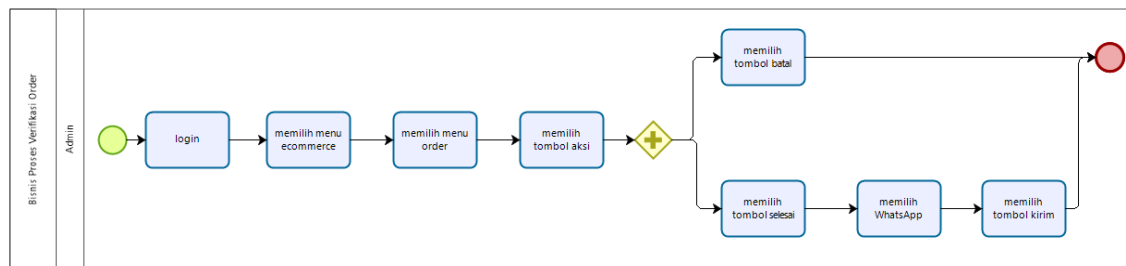 Bisnis Proses Verifikasi Order
Admin
login
memilih menu
ecommerce
memilih menu
order
memilih
tombol aksi
memilih
tombol batal
memilih
tombol selesai
memilih
WhatsApp
memilih
tombol kirim